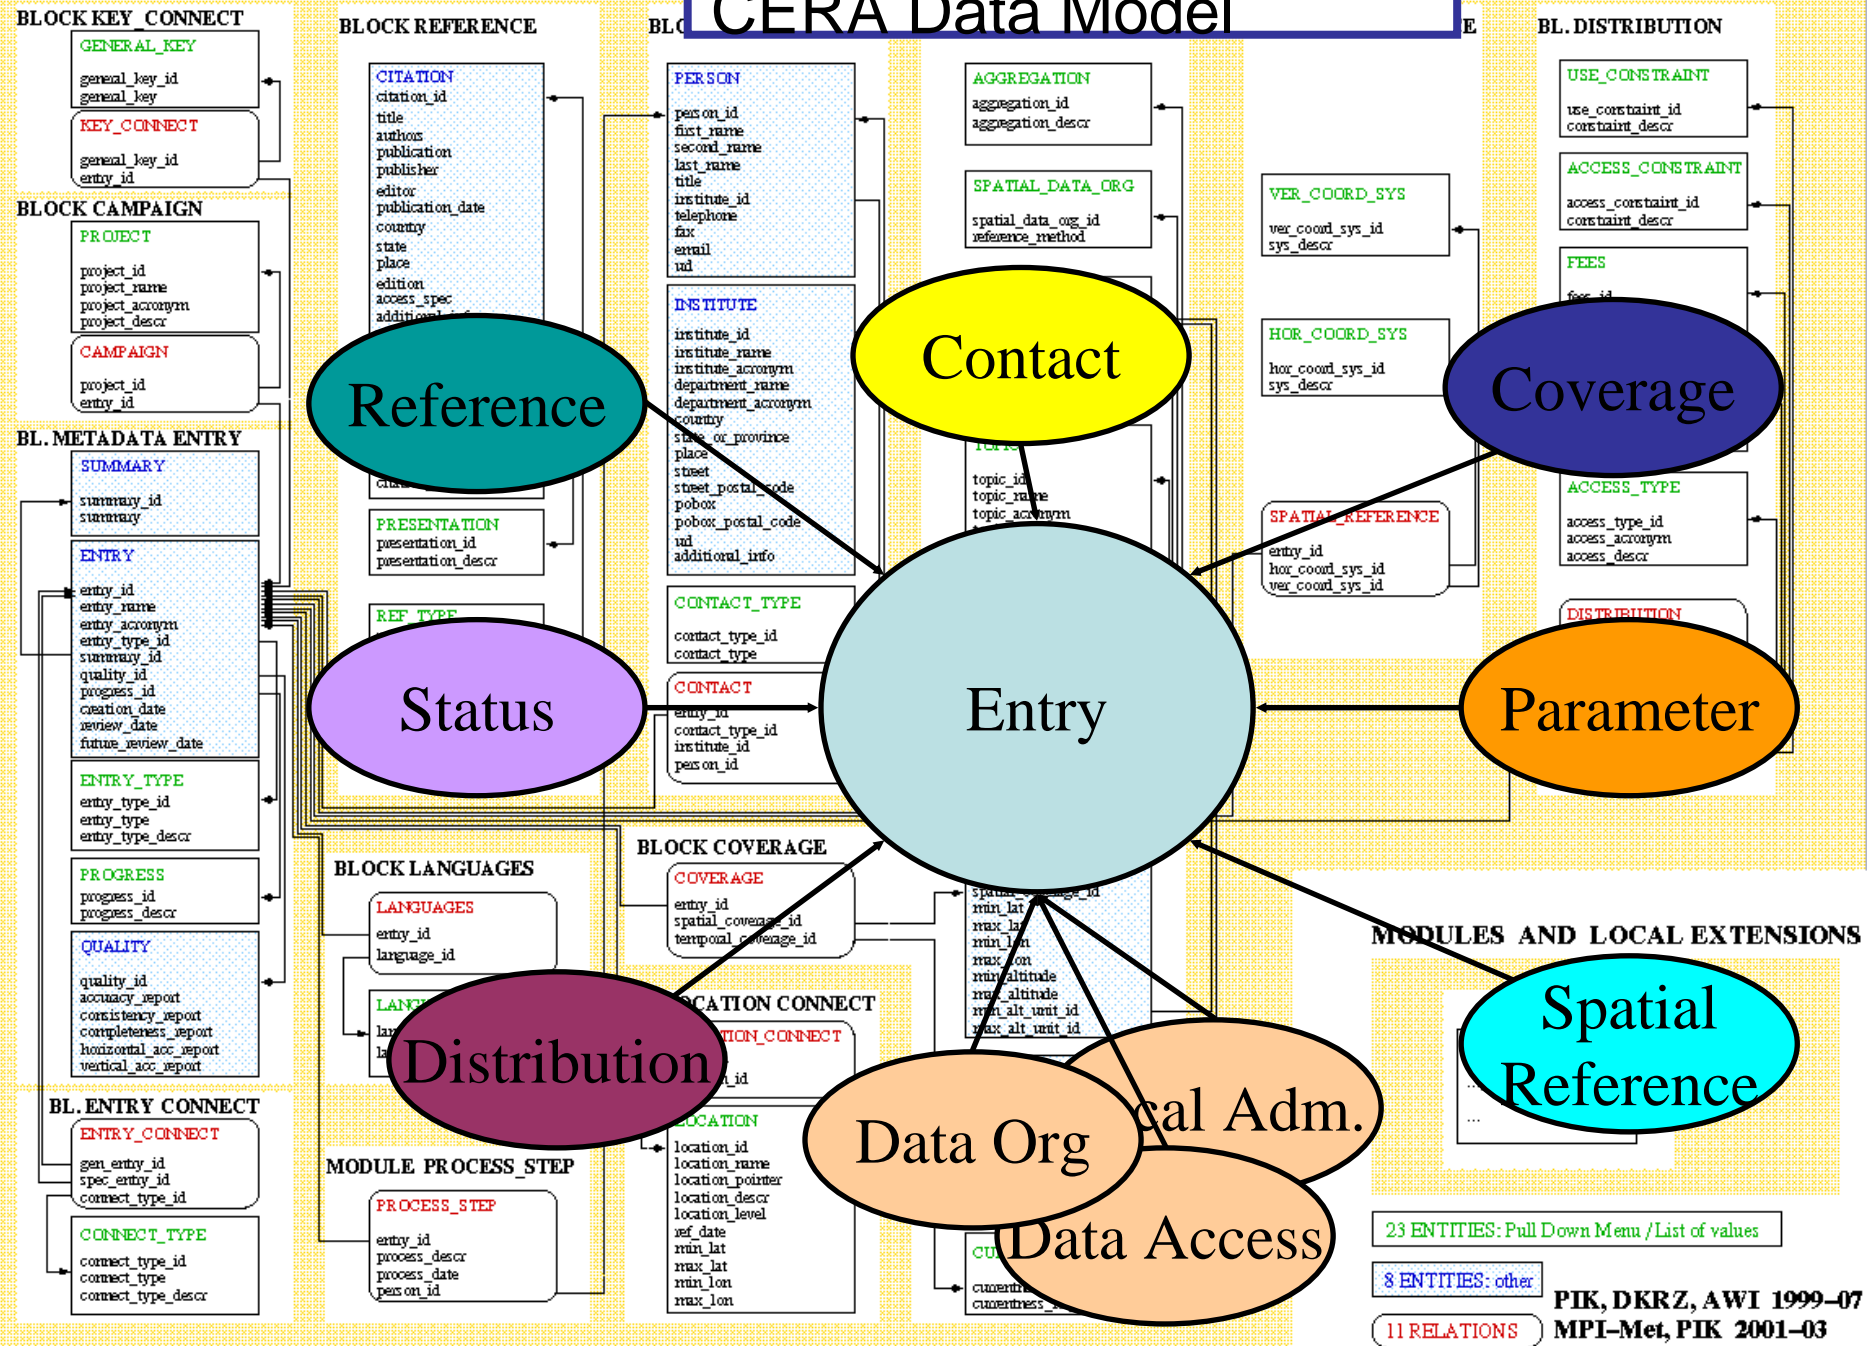 CERA Data Model
BLOCK KEY_CONNECT
GENERAL_KEY
general_key_id
general_key
KEY_CONNECT
general_key_id
entry_id
BLOCK CAMPAIGN
PROJECT
project_id
project_name
project_acronym
project_descr
CAMPAIGN
project_id
entry_id
BL. METADATA ENTRY
SUMMARY
summary_id
summary
ENTRY
entry_id
entry_name
entry_acronym
entry_type_id
summary_id
quality_id
progress_id
creation_date
review_date
future_review_date
ENTRY_TYPE
entry_type_id
entry_type
entry_type_descr
PROGRESS
progress_id
progress_descr
QUALITY
quality_id
accuracy_report
consistency_report
completeness_report
horizontal_acc_report
vertical_acc_report
BL. ENTRY CONNECT
ENTRY_CONNECT
gen_entry_id
spec_entry_id
connect_type_id
CONNECT_TYPE
connect_type_id
connect_type
connect_type_descr
BLOCK REFERENCE
CITATION
citation_id
title
authors
publication
publisher
editor
publication_date
country
state
place
edition
access_spec
Reference
PRESENTATION
presentation_id
presentation_descr
REF_TYPE
Status
BLOCK LANGUAGES
LANGUAGES
entry_id
language_id
Distribution
MODULE PROCESS_STEP
PROCESS_STEP
entry_id
process_descr
process_date
person_id
PERSON
person_id
first_name
second_name
last_name
title
institute_id
telephone
fax
email
url
INSTITUTE
institute_id
institute_name
institute_acronym
department_name
department_acronym
country
state_or_province
place
street
street_postal_code
pobox
pobox_postal_code
url
additional_info
CONTACT_TYPE
contact_type_id
contact_type
CONTACT
entry_id
contact_type_id
institute_id
person_id
BLOCK COVERAGE
COVERAGE
entry_id
spatial_coverage_id
temporal_coverage_id
OCATION CONNECT
TION_CONNECT
LOCATION
location_id
location_name
location_pointer
location_descr
location_level
ref_date
min_lat
max_lat
min_lon
max_lon
AGGREGATION
aggregation_id
aggregation_descr
SPATIAL_DATA_ORG
spatial_data_org_id
reference_method
Contact
TOPIC
topic_id
topic_name
topic_acronym
Entry
spatial_coverage_id
min_lat
max_lat
min_lon
max_lon
min_altitude
max_altitude
min_alt_unit_id
max_alt_unit_id
Data Org
cal Adm.
Data Access
VER_COORD_SYS
ver_coord_sys_id
sys_descr
HOR_COORD_SYS
hor_coord_sys_id
sys_descr
SPATIAL_REFERENCE
entry_id
hor_coord_sys_id
ver_coord_sys_id
BL. DISTRIBUTION
USE_CONSTRAINT
use_constraint_id
constraint_descr
ACCESS_CONSTRAINT
access_constraint_id
constraint_descr
FEES
fees_id
Coverage
ACCESS_TYPE
access_type_id
access_acronym
access_descr
DISTRIBUTION
Parameter
MODULES AND LOCAL EXTENSIONS
Spatial
Reference
...
...
23 ENTITIES: Pull Down Menu / List of values
8 ENTITIES: other
11 RELATIONS
PIK, DKRZ, AWI 1999-07
MPI-Met, PIK 2001-03